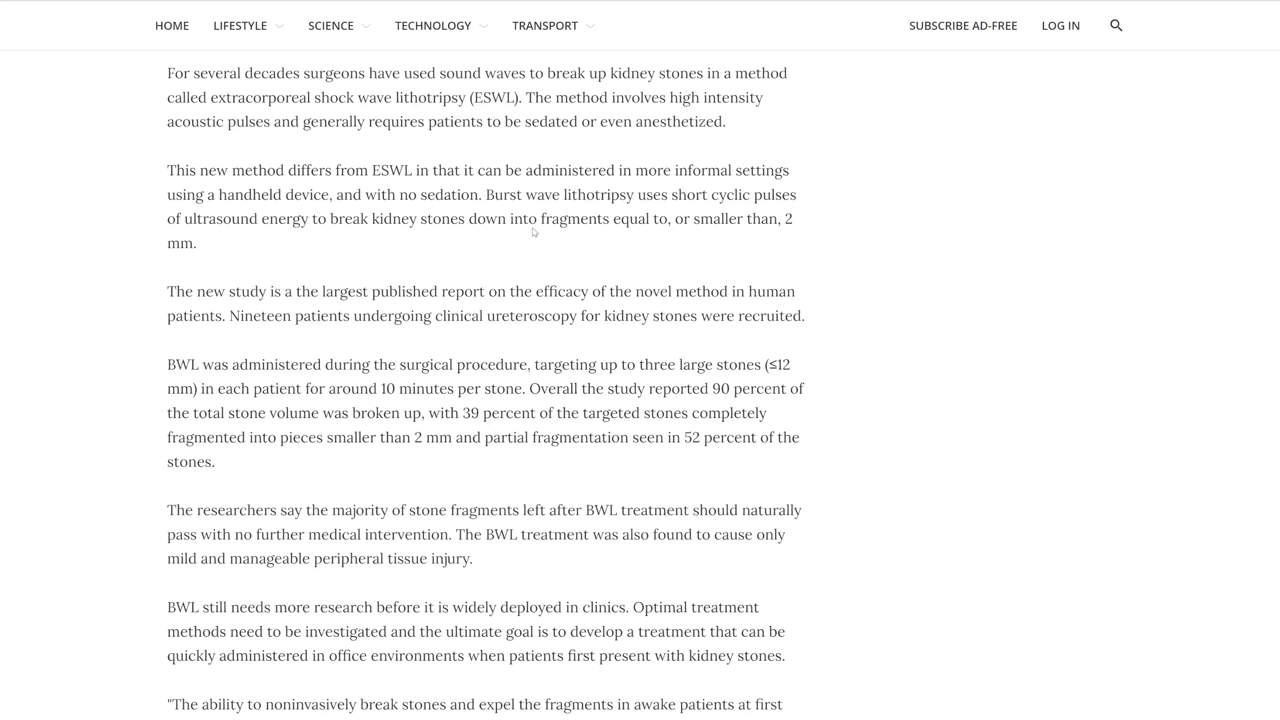 HOME LIFESTYLE SCIENCE TECHNOLOGY TRANSPORT SUBSCRIBE AD-FREE LOG IN
For several decades surgeons have used sound waves to break up kidney stones in a method
called extracorporeal shock wave lithotripsy (ESWL). The method involves high intensity
acoustic pulses and generally requires patients to be sedated or even anesthetized.
This new method differs from ESWL in that it can be administered in more informal settings
using a handheld device, and with no sedation. Burst wave lithotripsy uses short cyclic pulses
of ultrasound energy to break kidney stones down into fragments equal to, or smaller than, 2
mm.
The new study is a the largest published report on the efficacy of the novel method in human
patients. Nineteen patients undergoing clinical ureteroscopy for kidney stones were recruited.
BWL was administered during the surgical procedure, targeting up to three large stones (≤12
mm) in each patient for around 10 minutes per stone. Overall the study reported 90 percent of
the total stone volume was broken up, with 39 percent of the targeted stones completely
fragmented into pieces smaller than 2 mm and partial fragmentation seen in 52 percent of the
stones.
The researchers say the majority of stone fragments left after BWL treatment should naturally
pass with no further medical intervention. The BWL treatment was also found to cause only
mild and manageable peripheral tissue injury.
BWL still needs more research before it is widely deployed in clinics. Optimal treatment
methods need to be investigated and the ultimate goal is to develop a treatment that can be
quickly administered in office environments when patients first present with kidney stones.
"The ability to noninvasively break stones and expel the fragments in awake patients at first